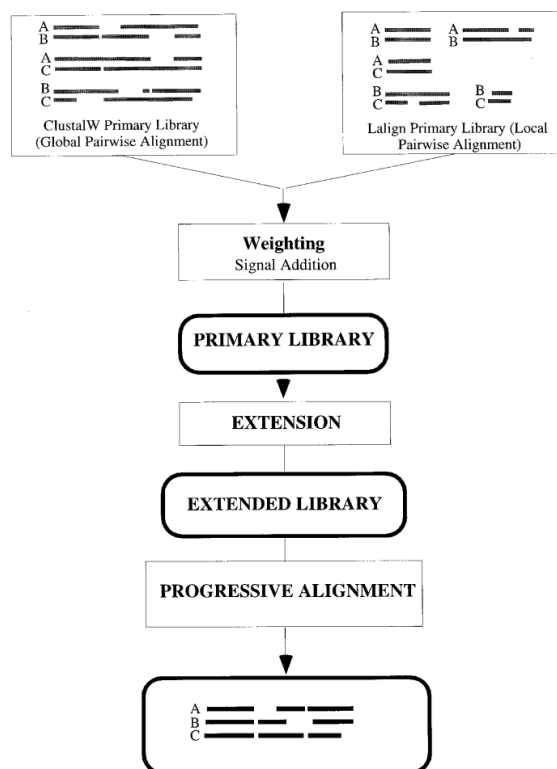 A
B
A
C
B
C
ClustalW Primary Library
(Global Pairwise Alignment)
A
B
A
B
A
C
B
C
B
C
Lalign Primary Library (Local
Pairwise Alignment)
Weighting
Signal Addition
PRIMARY LIBRARY
EXTENSION
EXTENDED LIBRARY
PROGRESSIVE ALIGNMENT
A
B
C